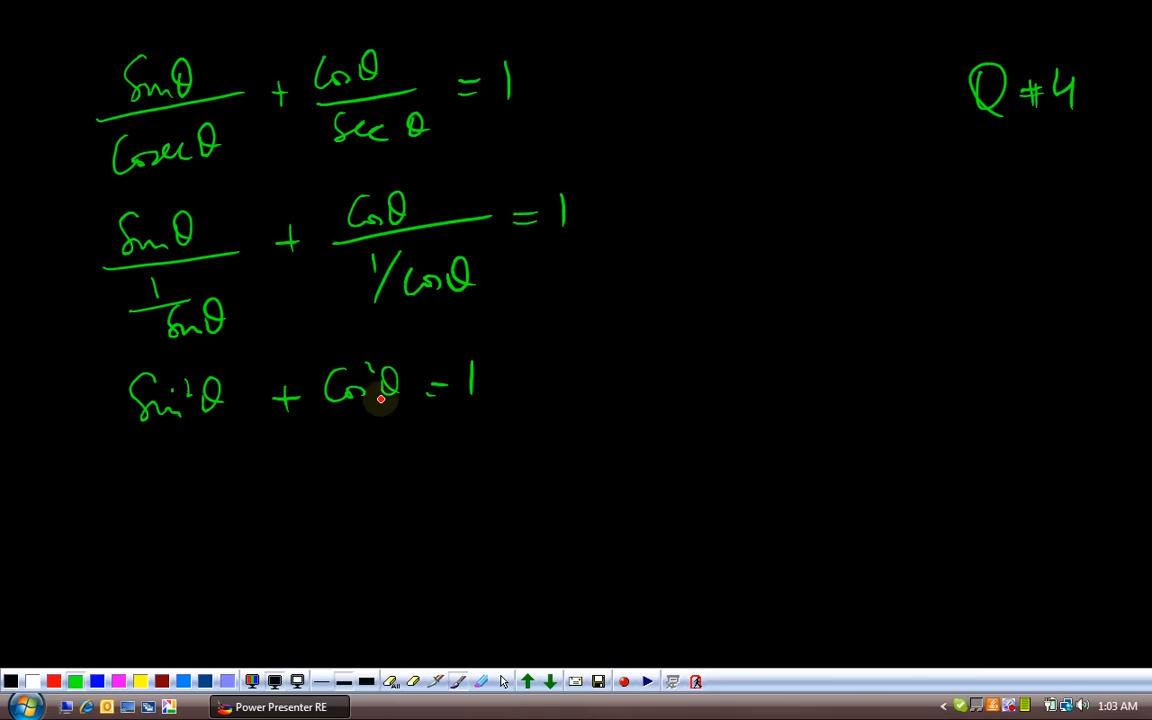 Sinθ/Cosecθ + Cosθ/Secθ = 1
Q #4
Sinθ/(1/Sinθ) + Cosθ/(1/Cosθ) = 1
Sin²θ + Cos²θ = 1
All
Power Presenter RE
1:03 AM